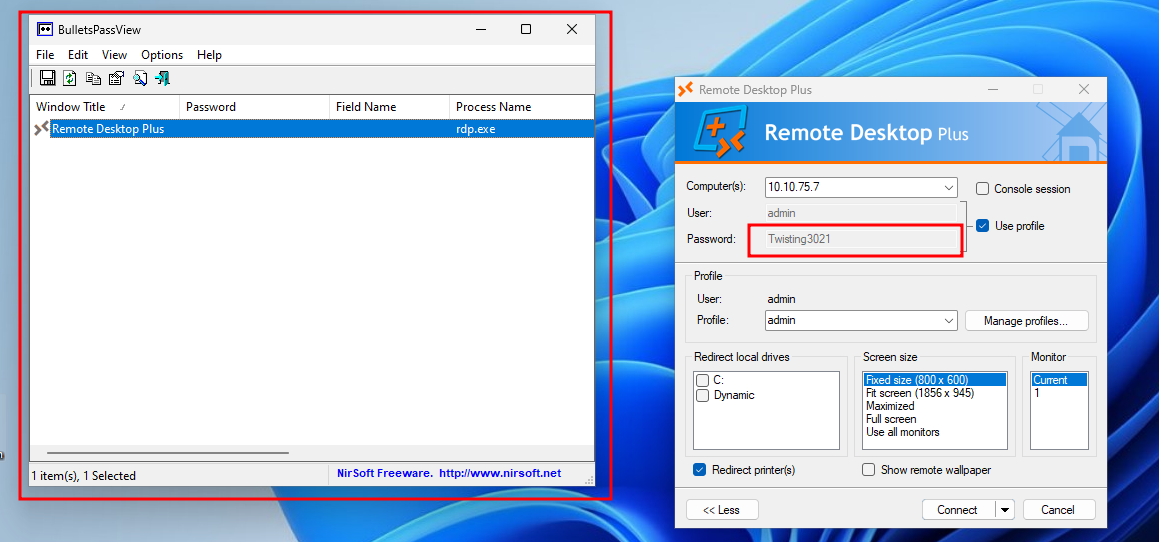 BulletsPassView
File Edit View Options Help
Window Title Password Field Name Process Name
Remote Desktop Plus rdp.exe
1 item(s), 1 Selected
NirSoft Freeware. http://www.nirsoft.net
Remote Desktop Plus
Remote Desktop Plus
Computer(s): 10.10.75.7
Console session
User: admin
Password: Twisting3021
Use profile
Profile
User: admin
Profile: admin
Manage profiles...
Redirect local drives
C:
Dynamic
Screen size
Fixed size (800 x 600)
Fit screen (1856 x 945)
Maximized
Full screen
Use all monitors
Monitor
Current
1
Redirect printer(s)
Show remote wallpaper
<< Less
Connect
Cancel